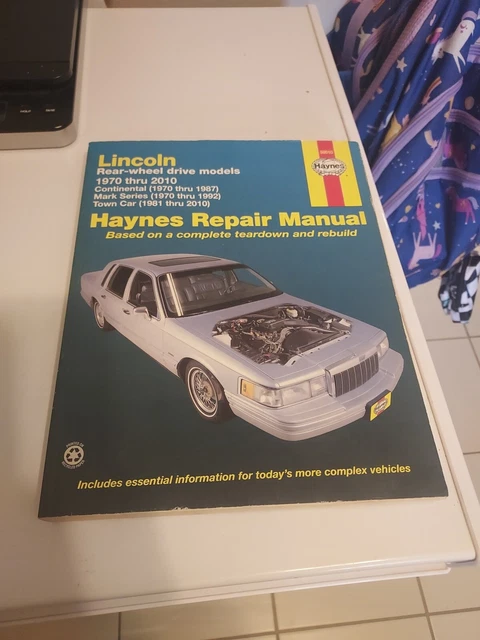 Lincoln
Rear-wheel drive models
1970 thru 2010
Continental (1970 thru 1987)
Mark Series (1970 thru 1992)
Town Car (1981 thru 2010)
Haynes
Haynes Repair Manual
Based on a complete teardown and rebuild
Includes essential information for today's more complex vehicles